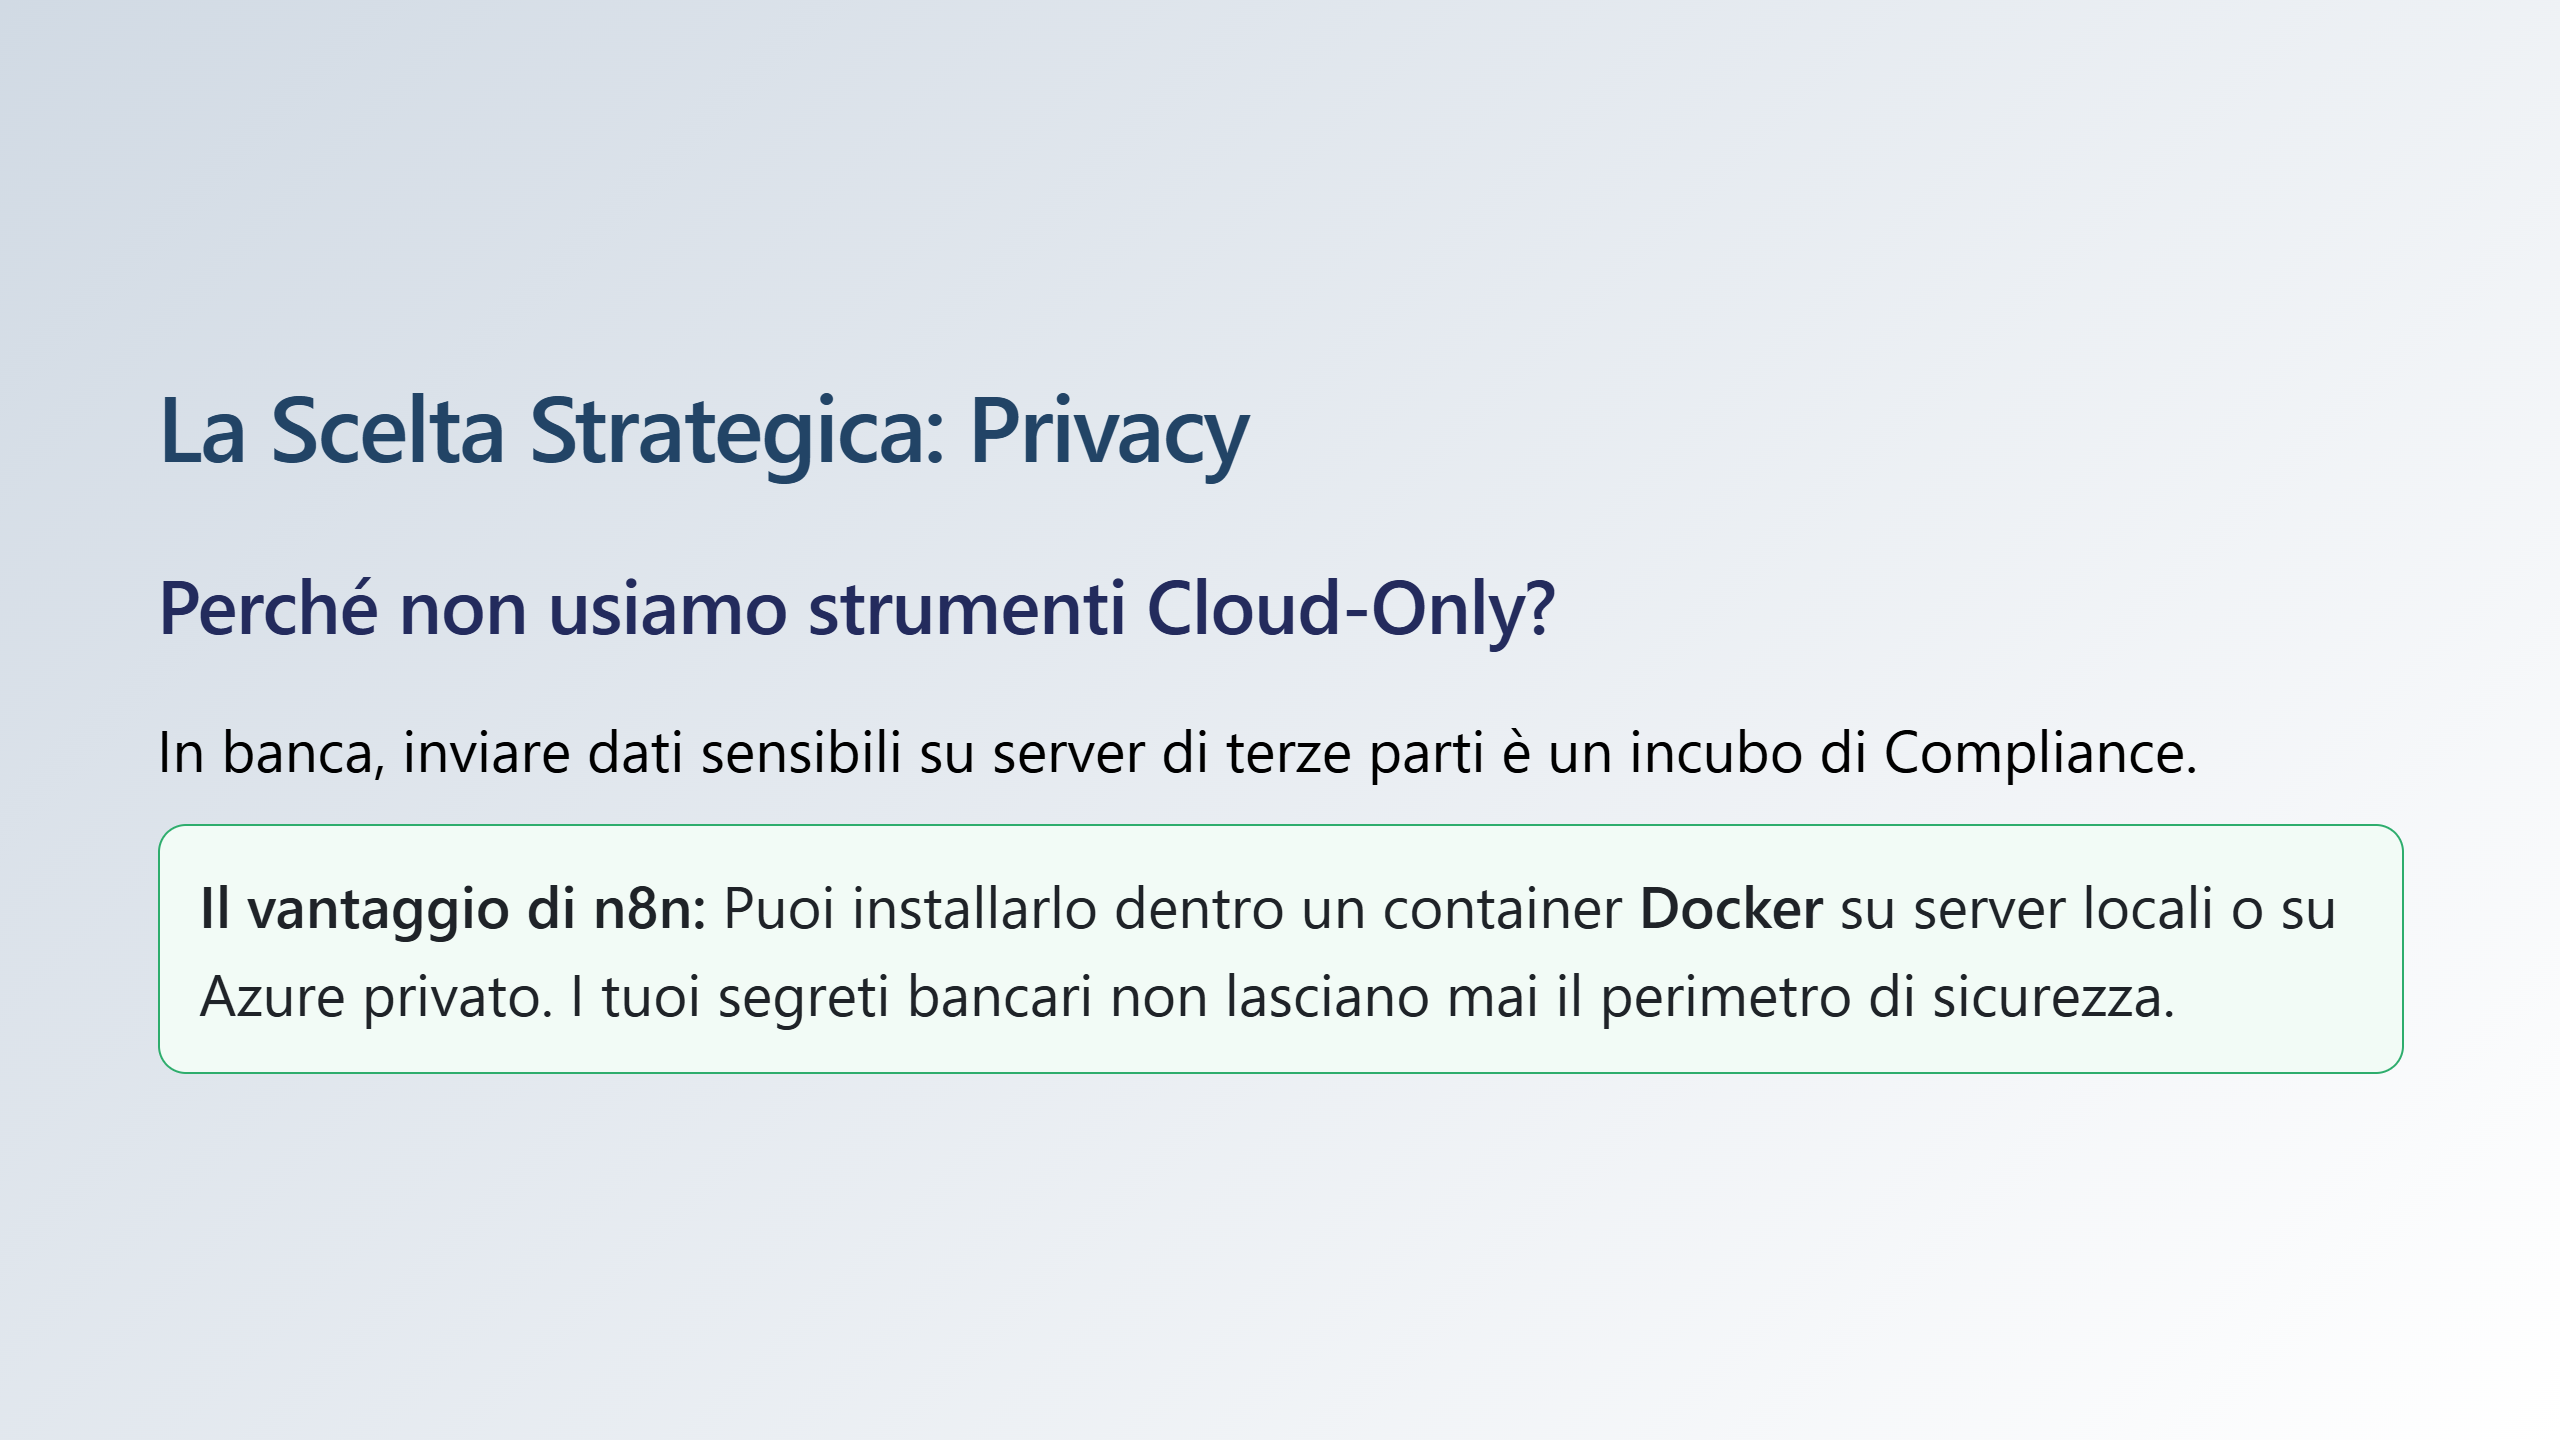 La Scelta Strategica: Privacy
Perché non usiamo strumenti Cloud-Only?
In banca, inviare dati sensibili su server di terze parti è un incubo di Compliance.
Il vantaggio di n8n: Puoi installarlo dentro un container Docker su server locali o su
Azure privato. I tuoi segreti bancari non lasciano mai il perimetro di sicurezza.